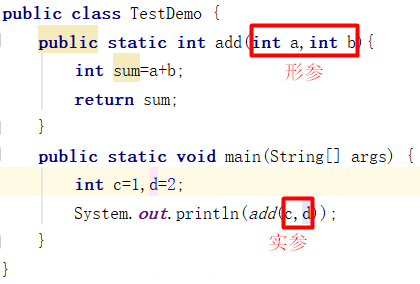 public class TestDemo {
public static int add(int a,int b){
形参
int sum=a+b;
return sum;
}
public static void main(String[] args) {
int c=1,d=2;
System.out.println(add(c,d));
}
实参
}